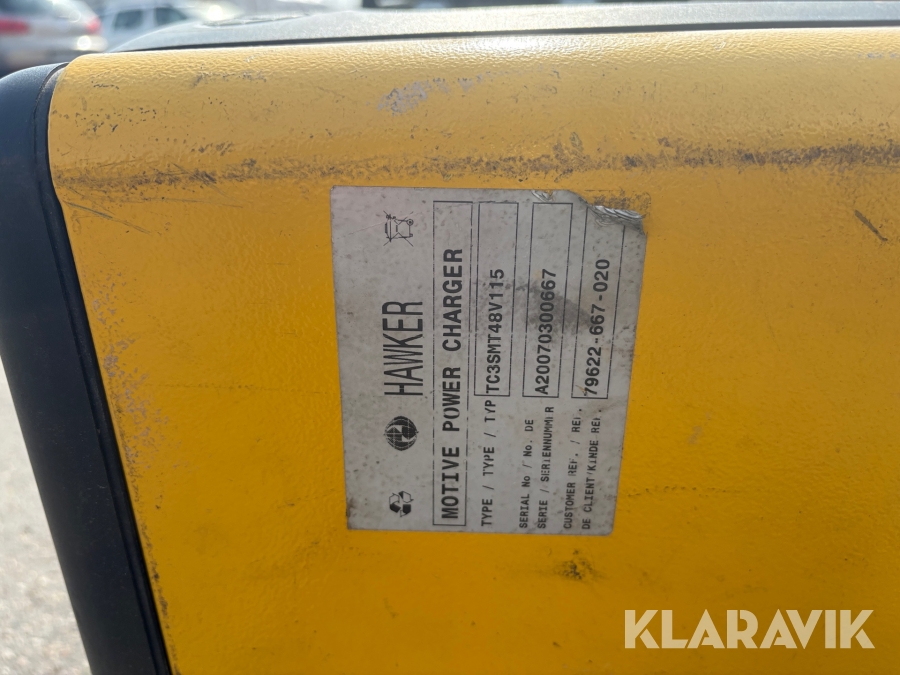 HAWKER
MOTIVE POWER CHARGER
TYPE / TYPE / TYP TC3SMT48V115
SERIAL No / No. DE
SERIE / SERIENNUMMER A20070300667
CUSTOMER REF. / REF.
DE CLIENT/KINDE REF. 79622-667-020
KLARAVIK